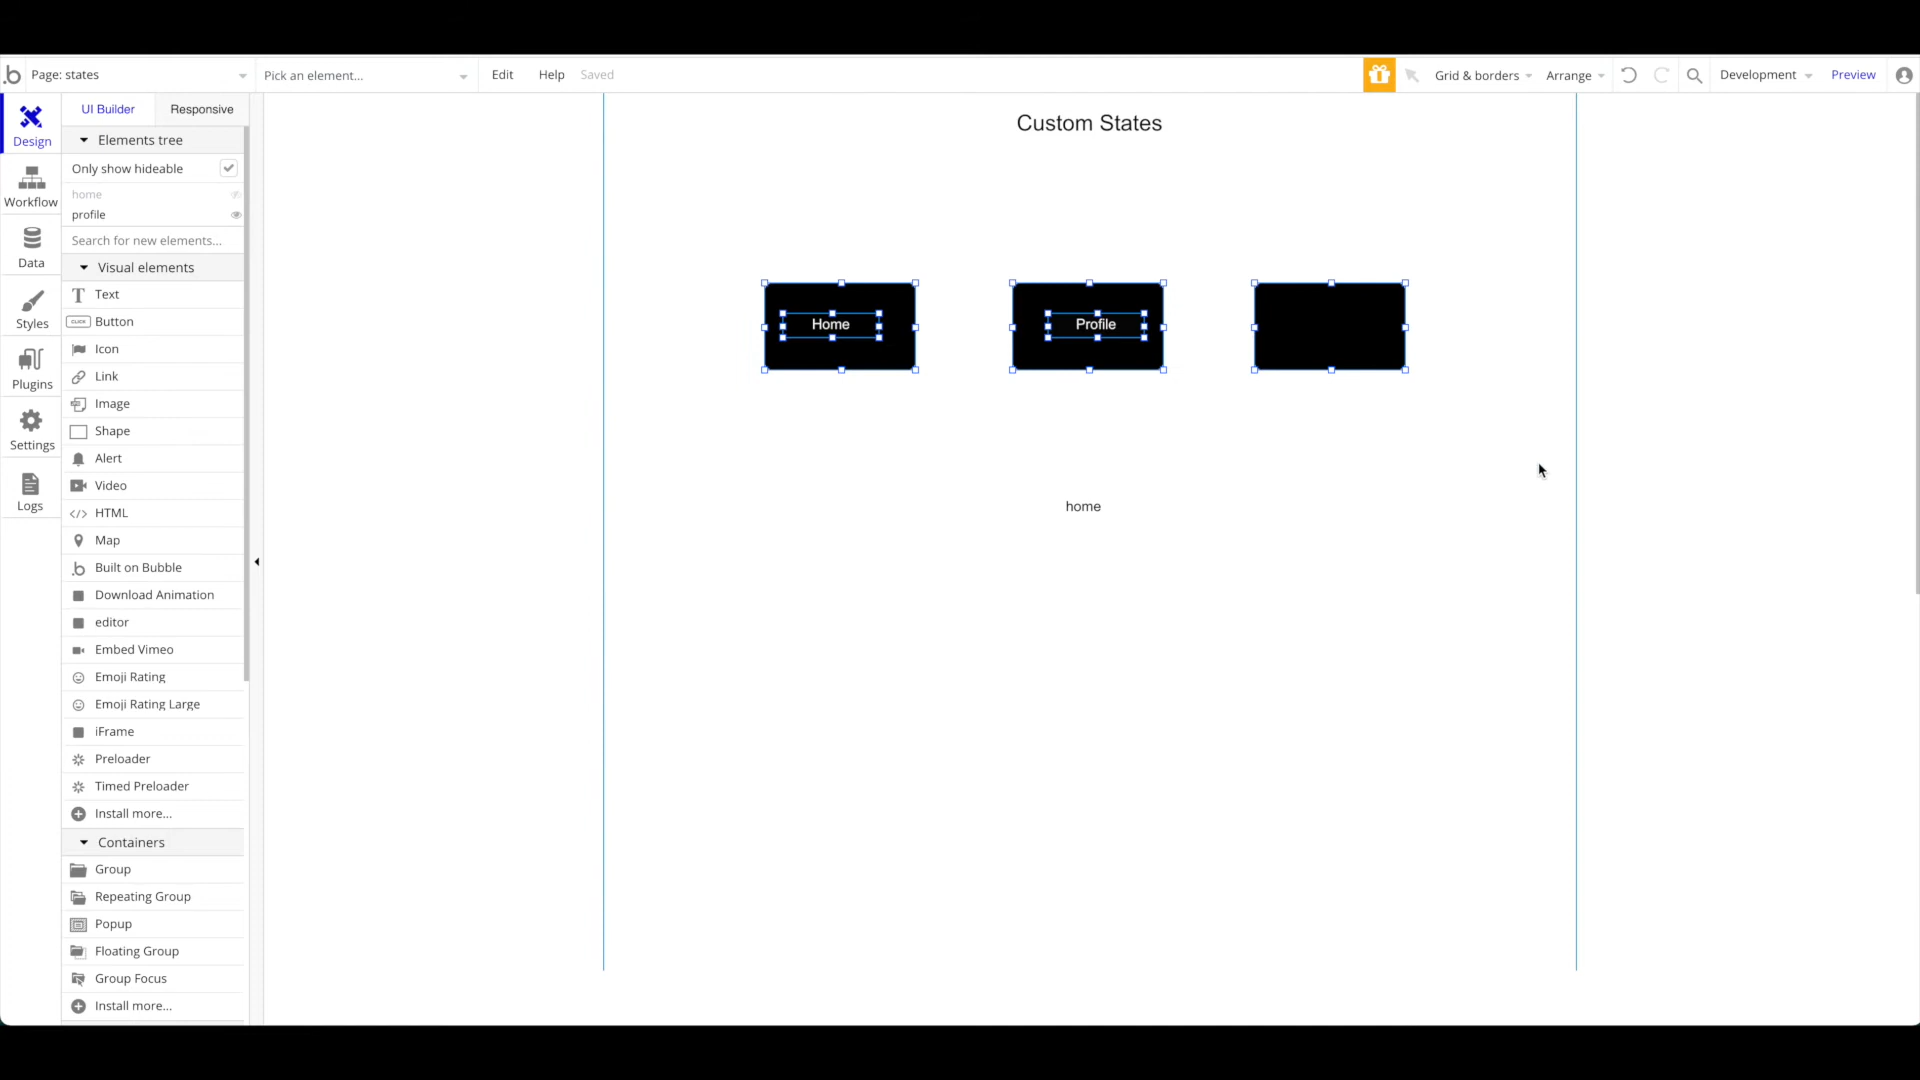 b Page: states Pick an element... Edit Help Saved Grid & borders Arrange Development Preview
Design
Workflow
Data
Styles
Plugins
Settings
Logs
UI Builder Responsive
Elements tree
Only show hideable
home
profile
Search for new elements...
Visual elements
Text
CLICK Button
Icon
Link
Image
Shape
Alert
Video
</> HTML
Map
b Built on Bubble
Download Animation
editor
Embed Vimeo
Emoji Rating
Emoji Rating Large
iFrame
Preloader
Timed Preloader
Install more...
Containers
Group
Repeating Group
Popup
Floating Group
Group Focus
Install more...
Custom States
Home Profile
home